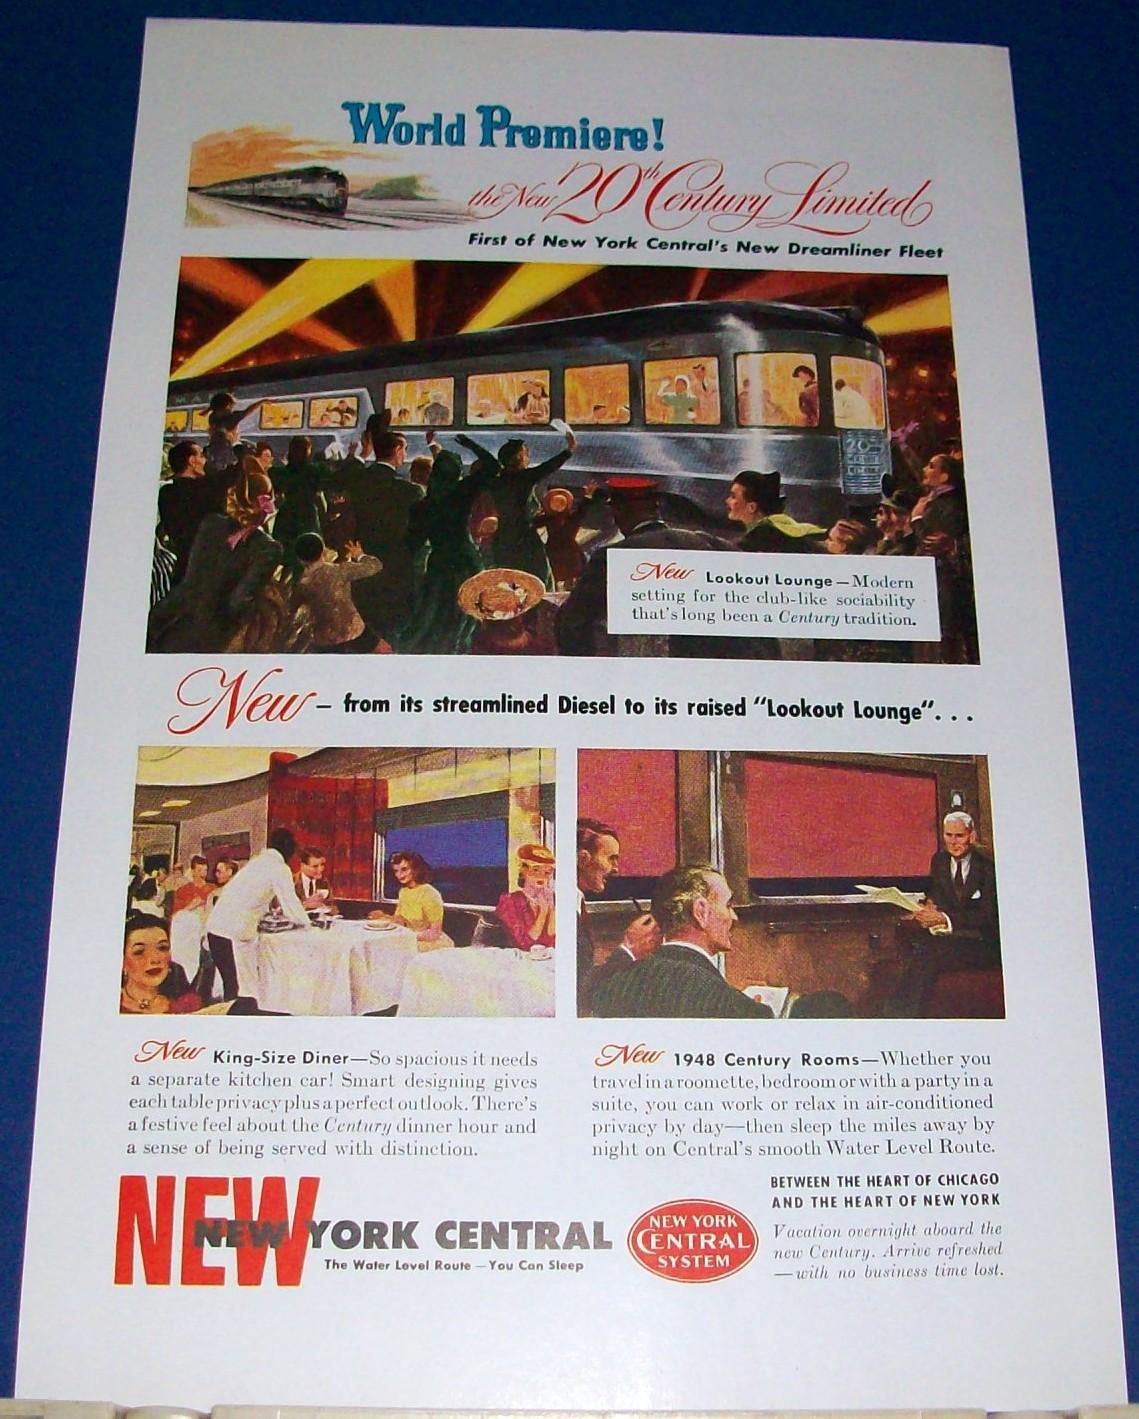 World Premiere!
the New 20th Century Limited
First of New York Central's New Dreamliner Fleet
M A
20th
New Lookout Lounge—Modern
setting for the club-like sociability
that's long been a Century tradition.
New — from its streamlined Diesel to its raised "Lookout Lounge". . .
New King-Size Diner—So spacious it needs
a separate kitchen car! Smart designing gives
each table privacy plus a perfect outlook. There's
a festive feel about the Century dinner hour and
a sense of being served with distinction.
New 1948 Century Rooms—Whether you
travel in a roomette, bedroom or with a party in a
suite, you can work or relax in air-conditioned
privacy by day—then sleep the miles away by
night on Central's smooth Water Level Route.
NEW
NEW YORK CENTRAL
The Water Level Route — You Can Sleep
NEW YORK
CENTRAL
SYSTEM
BETWEEN THE HEART OF CHICAGO
AND THE HEART OF NEW YORK
Vacation overnight aboard the
new Century. Arrive refreshed
—with no business time lost.